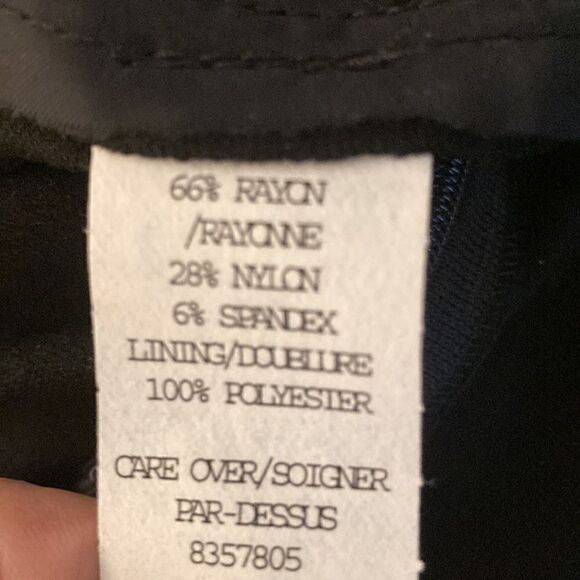 66% RAYON
/RAYONNE
28% NYLON
6% SPANDEX
LINING/DOUBLURE
100% POLYESTER
CARE OVER/SOIGNER
PAR-DESSUS
8357805